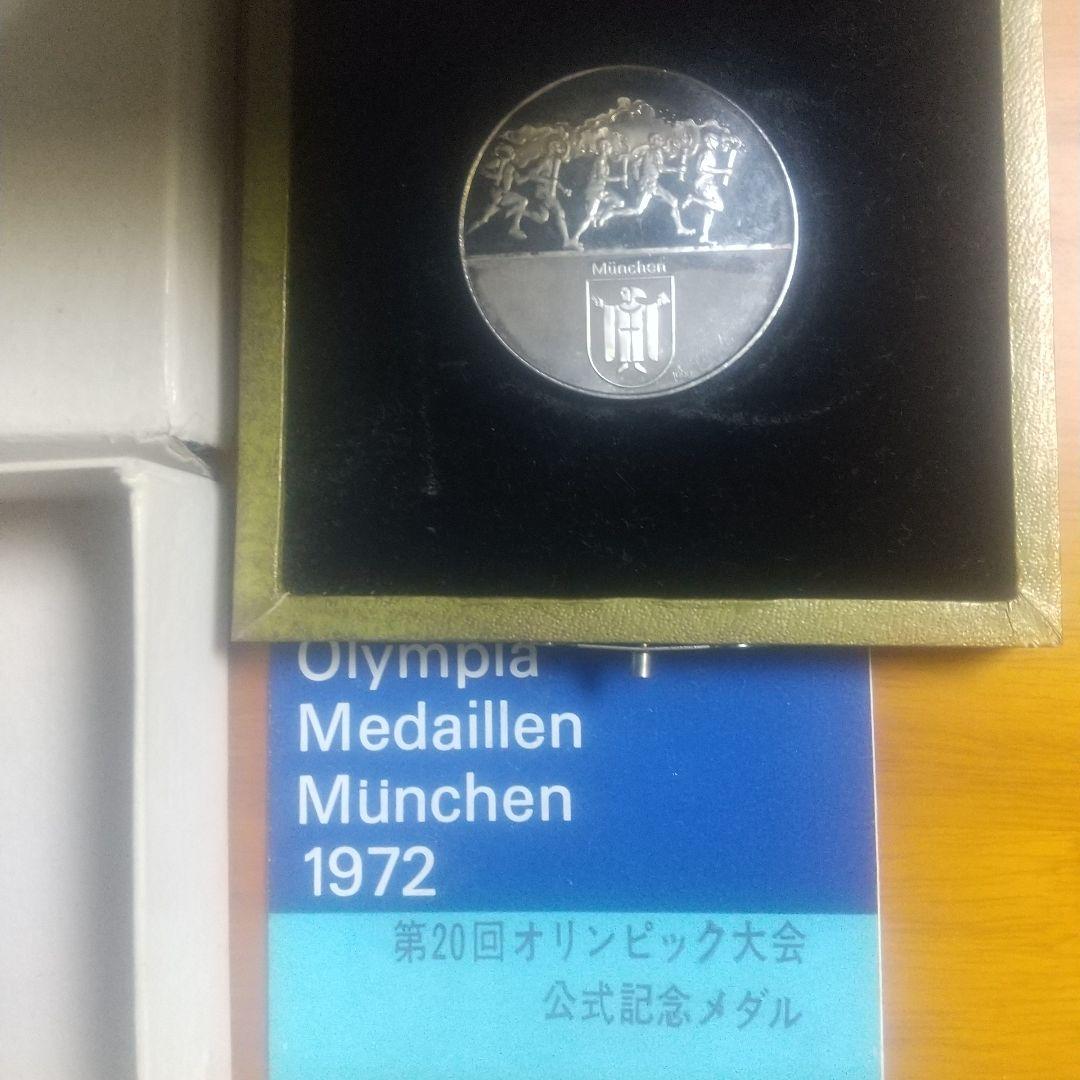 München
Olympia
Medaillen
München
1972
第20回オリンピック大会
公式記念メダル